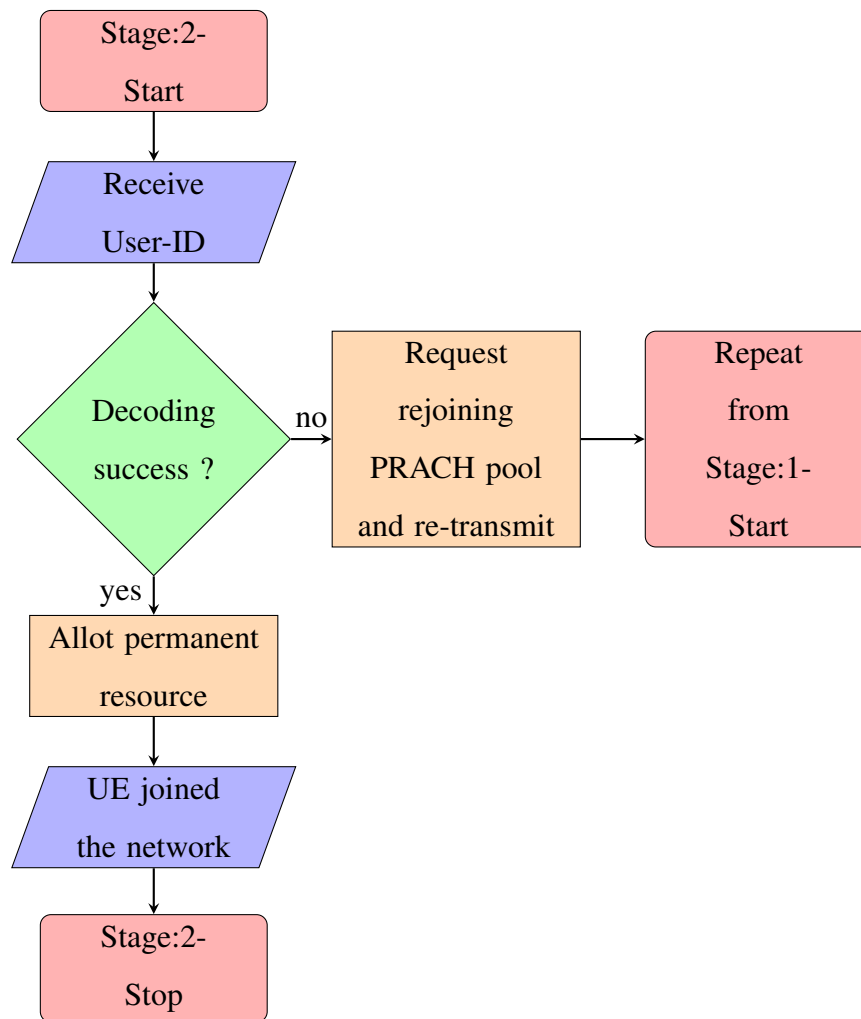 Stage:2-
Start
Receive
User-ID
Decoding
success ?
no
Request
rejoining
PRACH pool
and re-transmit
Repeat
from
Stage:1-
Start
yes
Allot permanent
resource
UE joined
the network
Stage:2-
Stop